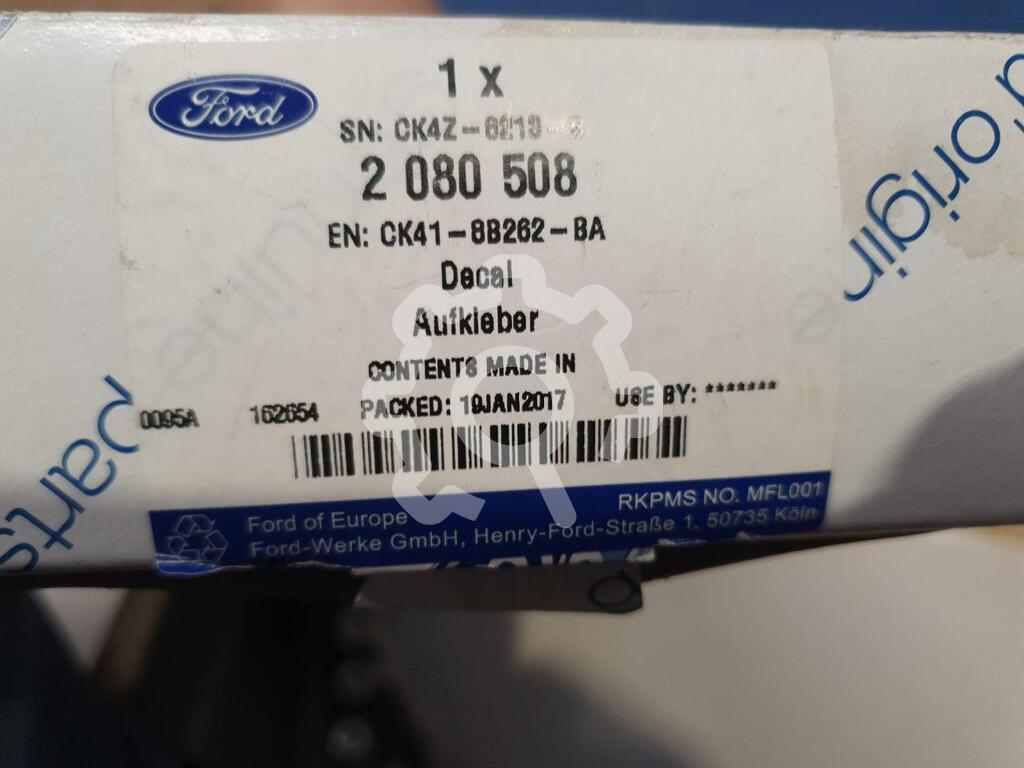 Ford
1 x
SN: CK4Z-8213
2 080 508
EN: CK41-8B262-BA
Decal
Aufkleber
CONTENTS MADE IN
0095A 162654 PACKED: 19JAN2017 USE BY: *******
RKPMS NO. MFL001
Ford of Europe
Ford-Werke GmbH, Henry-Ford-Straße 1, 50735 Köln
d original
parts